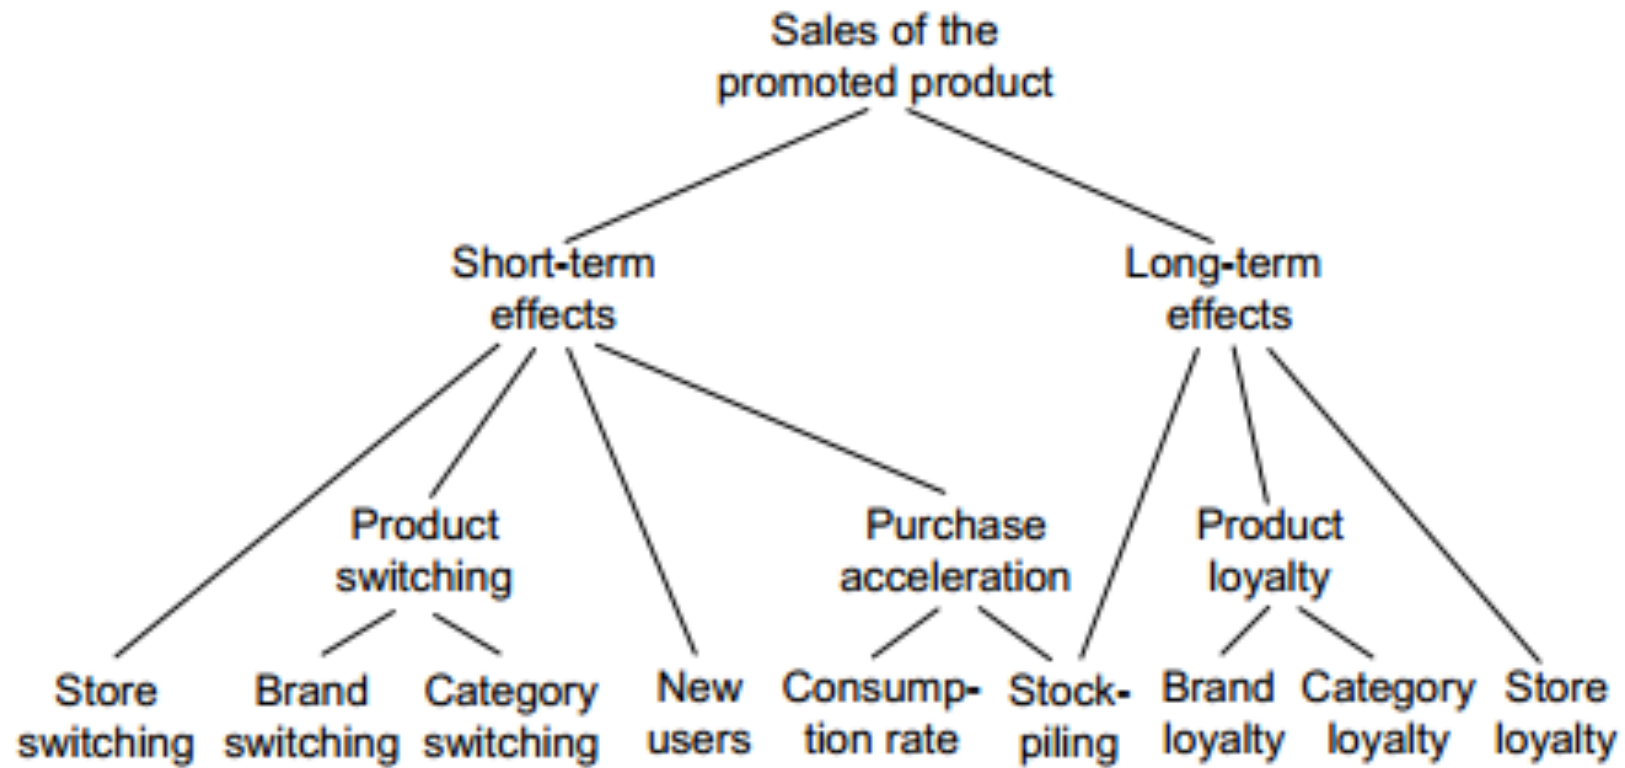 Sales of the
promoted product
Short-term
effects
Long-term
effects
Product
switching
Purchase
acceleration
Product
loyalty
Store
switching
Brand
switching
Category
switching
New
users
Consump-
tion rate
Stock-
piling
Brand
loyalty
Category
loyalty
Store
loyalty